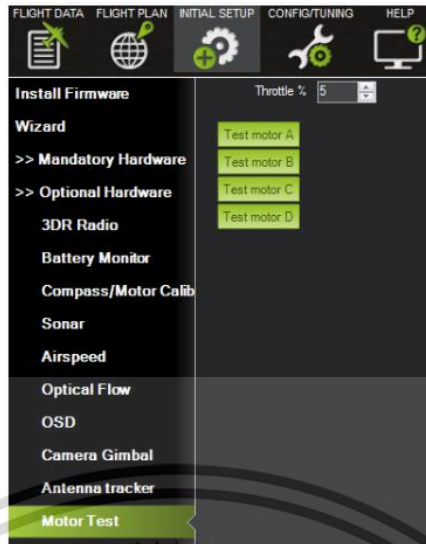 FLIGHT DATA FLIGHT PLAN INITIAL SETUP CONFIG/TUNING HELP
Install Firmware
Wizard
>> Mandatory Hardware
>> Optional Hardware
3DR Radio
Battery Monitor
Compass/Motor Calib
Sonar
Airspeed
Optical Flow
OSD
Camera Gimbal
Antenna tracker
Motor Test
Throttle % 5
Test motor A
Test motor B
Test motor C
Test motor D